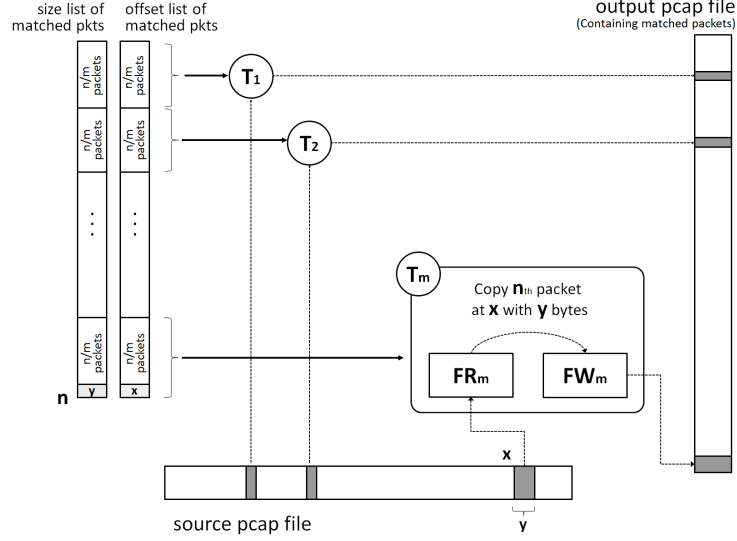 size list of
matched pkts
offset list of
matched pkts
output pcap file
(Containing matched packets)
n/m
packets
n/m
packets
T1
n/m
packets
n/m
packets
T2
. . .
. . .
Tm
Copy nth packet
at x with y bytes
n/m
packets
n/m
packets
FRm
FWm
n
y
x
x
source pcap file
y